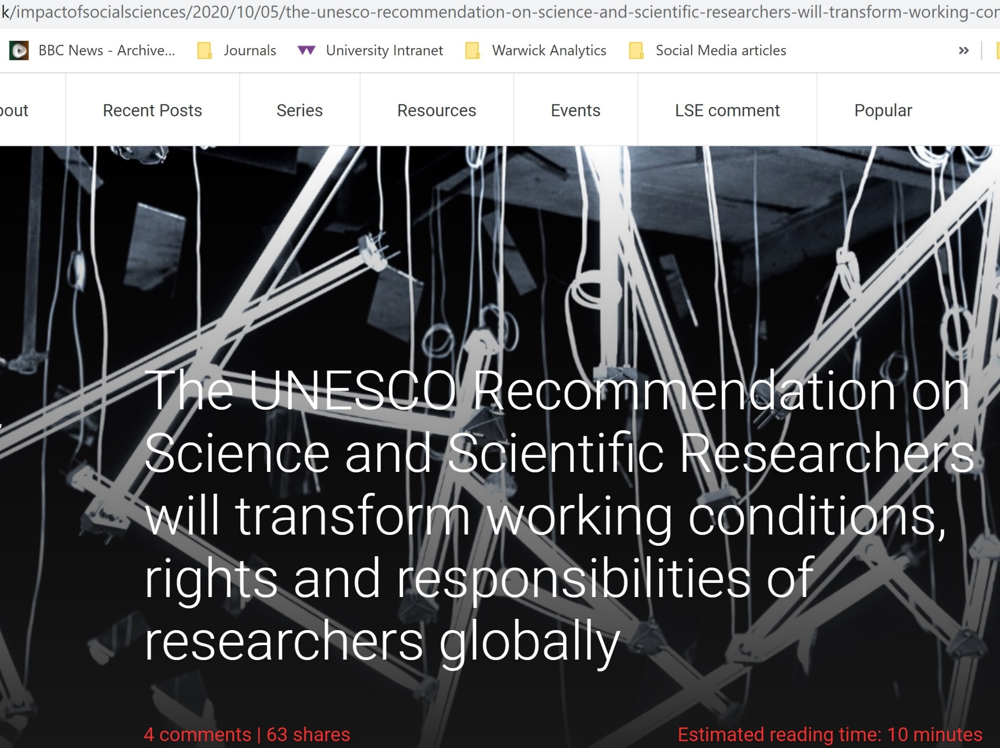 k/impactofsocialsciences/2020/10/05/the-unesco-recommendation-on-science-and-scientific-researchers-will-transform-working-cor
BBC News - Archive... Journals University Intranet Warwick Analytics Social Media articles »
out Recent Posts Series Resources Events LSE comment Popular
The UNESCO Recommendation on
Science and Scientific Researchers
will transform working conditions,
rights and responsibilities of
researchers globally
4 comments | 63 shares Estimated reading time: 10 minutes